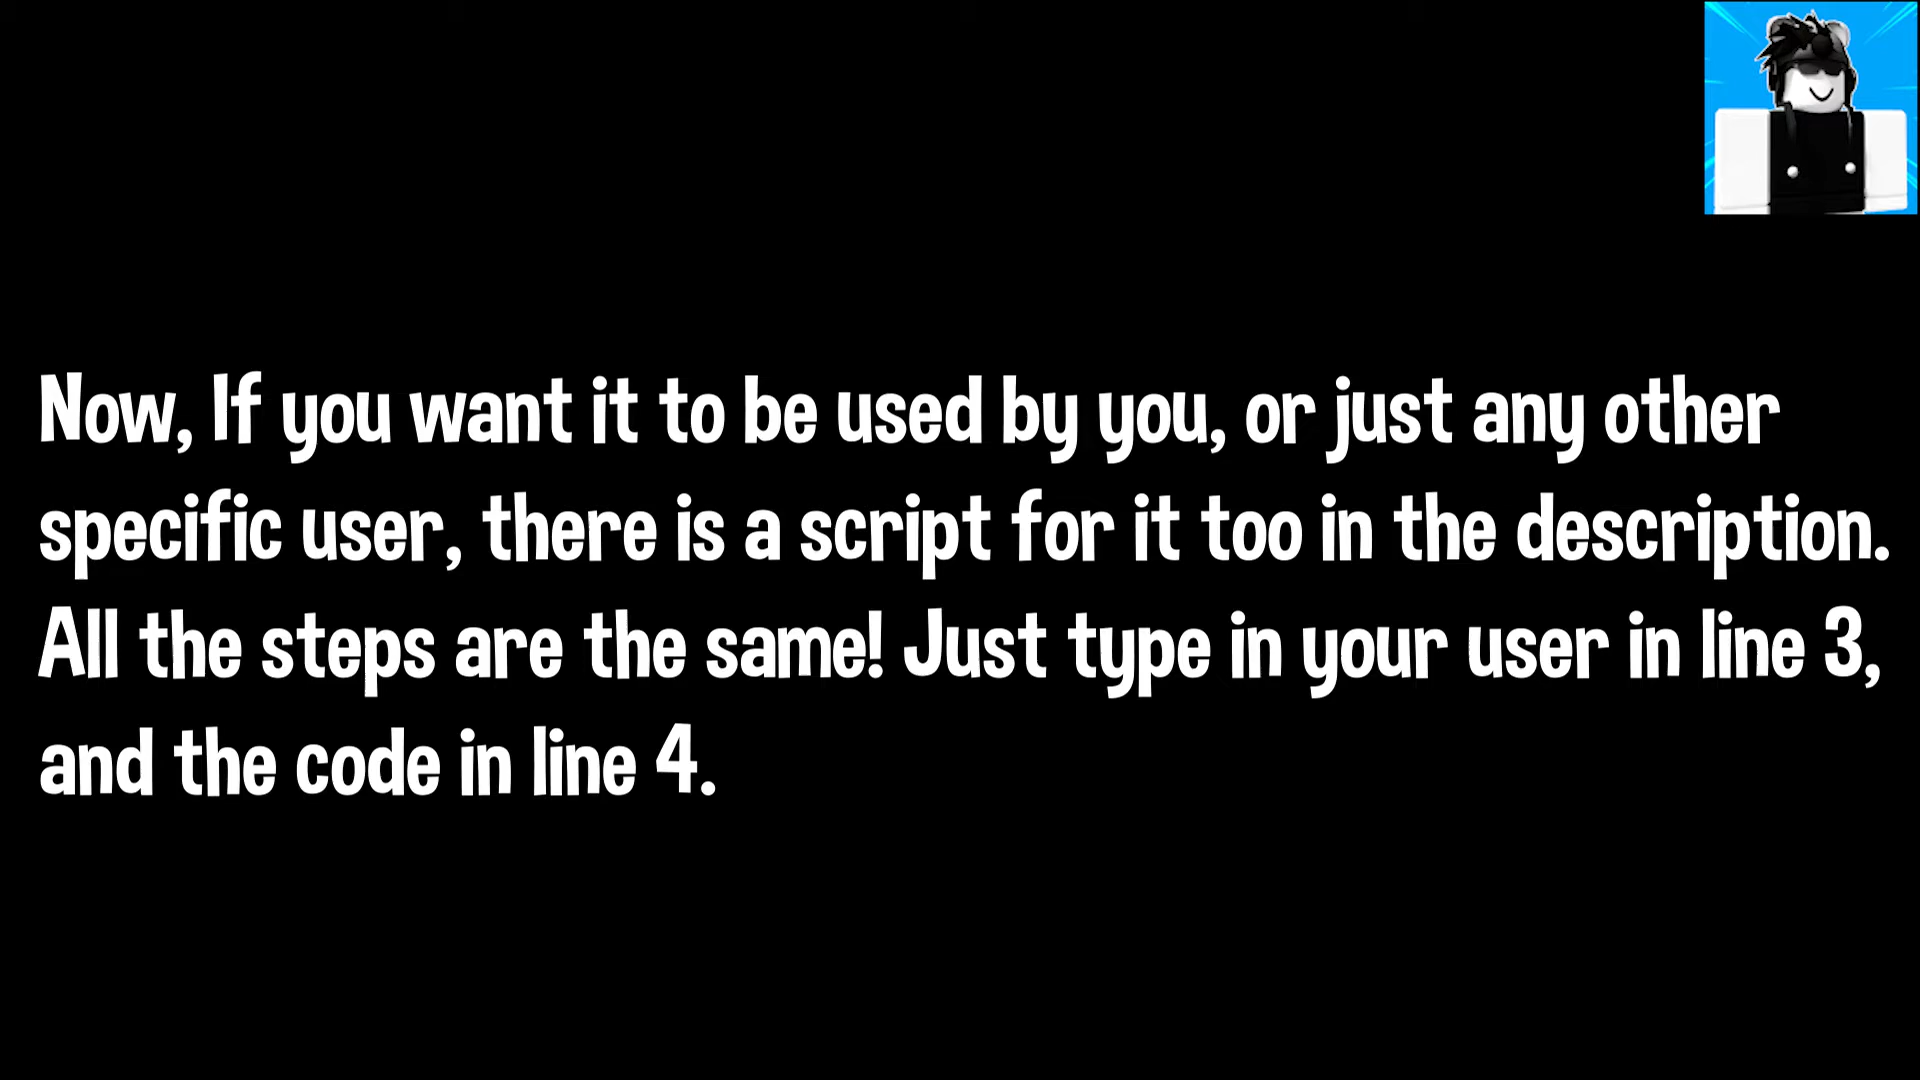 Now, If you want it to be used by you, or just any other
specific user, there is a script for it too in the description.
All the steps are the same! Just type in your user in line 3,
and the code in line 4.